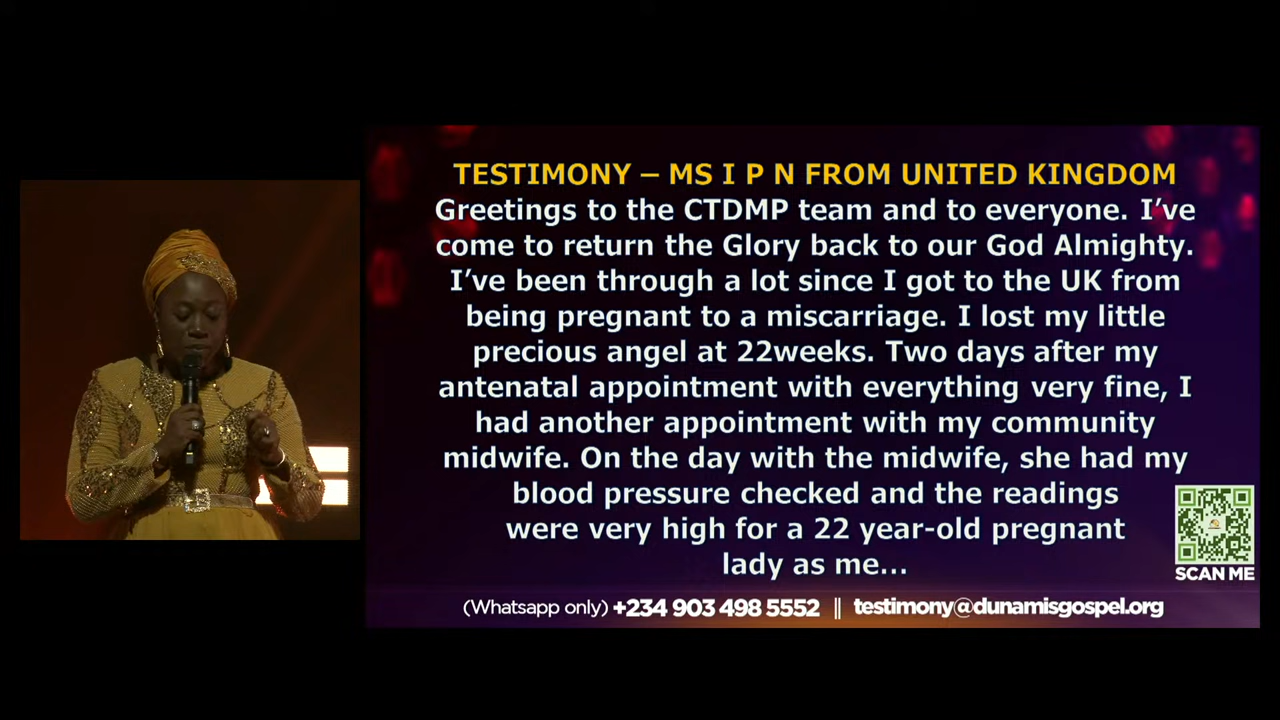 TESTIMONY – MS I P N FROM UNITED KINGDOM
Greetings to the CTDMP team and to everyone. I’ve
come to return the Glory back to our God Almighty.
I’ve been through a lot since I got to the UK from
being pregnant to a miscarriage. I lost my little
precious angel at 22weeks. Two days after my
antenatal appointment with everything very fine, I
had another appointment with my community
midwife. On the day with the midwife, she had my
blood pressure checked and the readings
were very high for a 22 year-old pregnant
lady as me...
SCAN ME
(Whatsapp only) +234 903 498 5552 || testimony@dunamisgospel.org